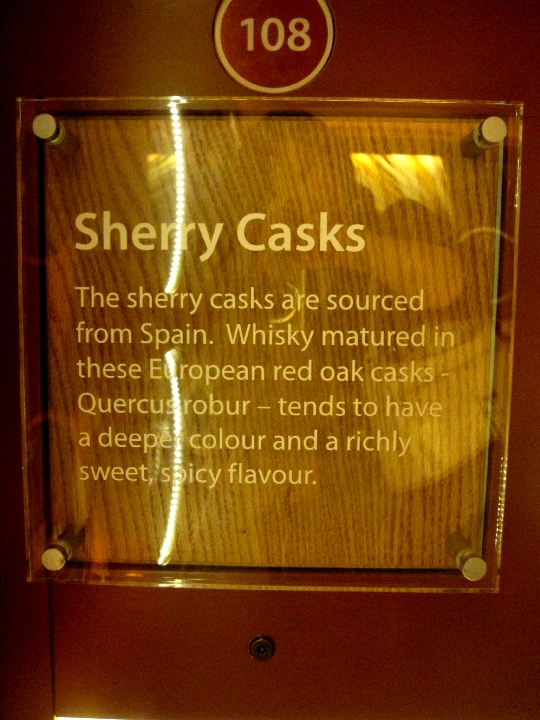 108
Sherry Casks
The sherry casks are sourced
from Spain. Whisky matured in
these European red oak casks -
Quercus robur – tends to have
a deeper colour and a richly
sweet, spicy flavour.